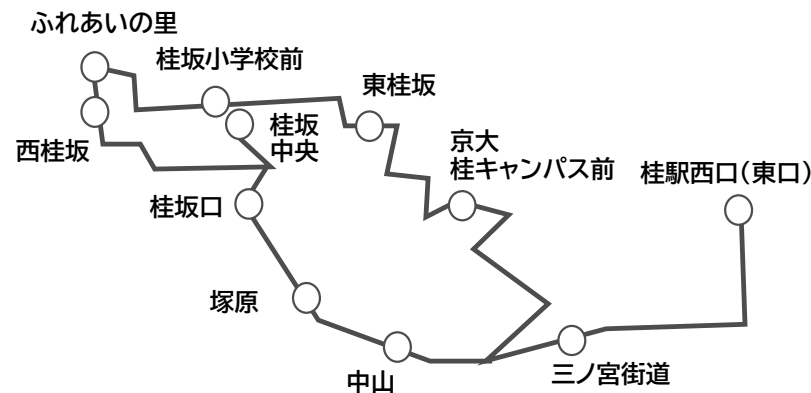 ふれあいの里
桂坂小学校前
東桂坂
桂坂
中央
西桂坂
京大
桂キャンパス前
桂駅西口(東口)
桂坂口
塚原
中山
三ノ宮街道